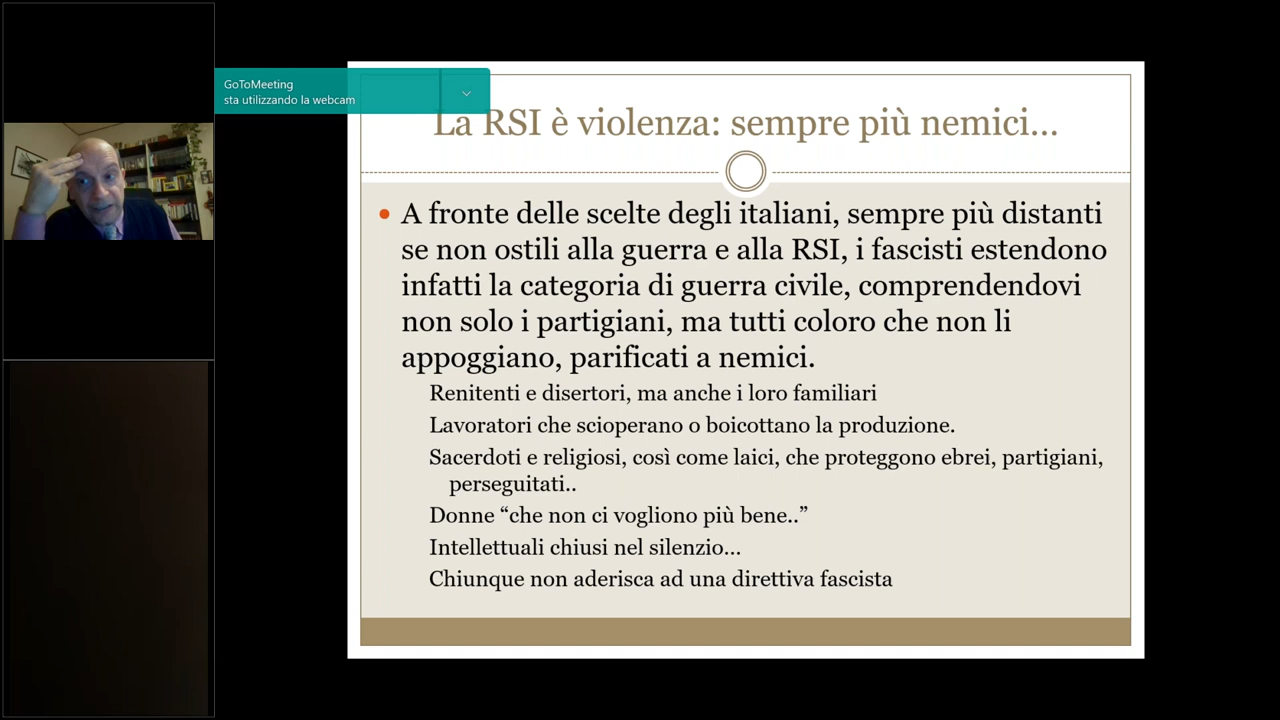 GoToMeeting
sta utilizzando la webcam
La RSI è violenza: sempre più nemici…
• A fronte delle scelte degli italiani, sempre più distanti
se non ostili alla guerra e alla RSI, i fascisti estendono
infatti la categoria di guerra civile, comprendendovi
non solo i partigiani, ma tutti coloro che non li
appoggiano, parificati a nemici.
Renitenti e disertori, ma anche i loro familiari
Lavoratori che scioperano o boicottano la produzione.
Sacerdoti e religiosi, così come laici, che proteggono ebrei, partigiani,
perseguitati..
Donne “che non ci vogliono più bene..”
Intellettuali chiusi nel silenzio…
Chiunque non aderisca ad una direttiva fascista